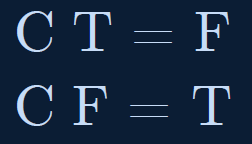 C T = F
C F = T